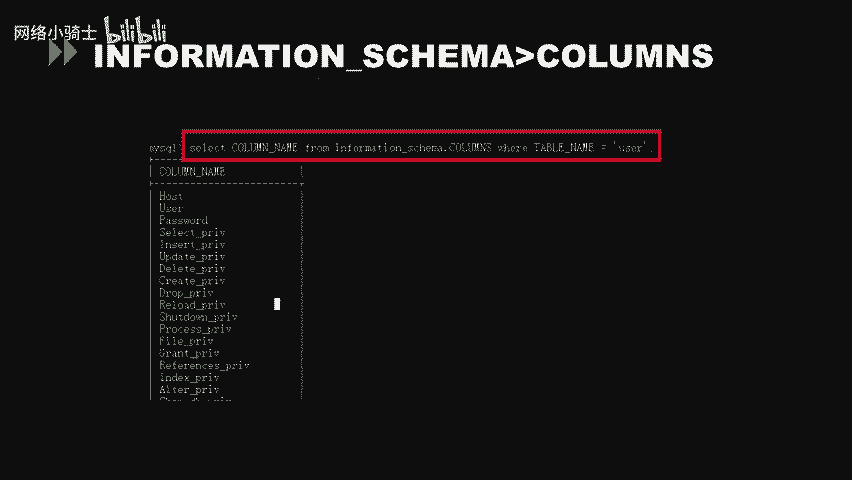 网络小骑士 bilibili
INFORMATION_SCHEMA>COLUMNS
mysql> select COLUMN_NAME from information_schema.COLUMNS where TABLE_NAME = 'user';
COLUMN_NAME
Host
User
Password
Select_priv
Insert_priv
Update_priv
Delete_priv
Create_priv
Drop_priv
Reload_priv
Shutdown_priv
Process_priv
File_priv
Grant_priv
References_priv
Index_priv
Alter_priv